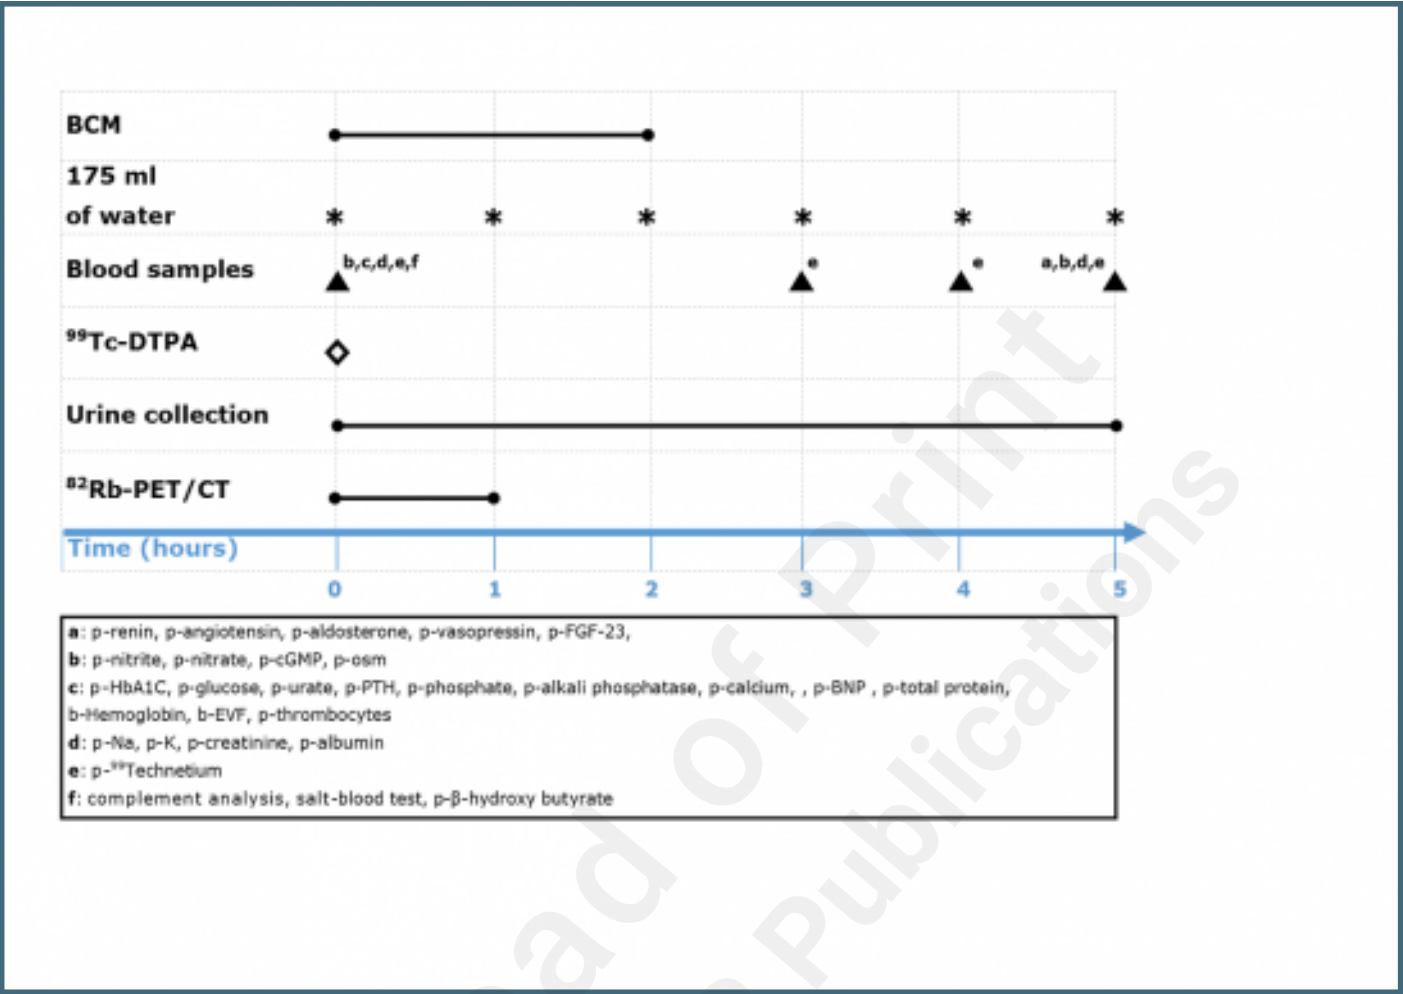 BCM
175 ml
of water
* * * * * *
Blood samples
b,c,d,e,f
e
e
a,b,d,e
⁹⁹Tc-DTPA
Urine collection
⁸²Rb-PET/CT
Time (hours)
0 1 2 3 4 5
a: p-renin, p-angiotensin, p-aldosterone, p-vasopressin, p-FGF-23,
b: p-nitrite, p-nitrate, p-cGMP, p-osm
c: p-HbA1C, p-glucose, p-urate, p-PTH, p-phosphate, p-alkali phosphatase, p-calcium, , p-BNP , p-total protein,
b-Hemoglobin, b-EVF, p-thrombocytes
d: p-Na, p-K, p-creatinine, p-albumin
e: p-⁹⁹Technetium
f: complement analysis, salt-blood test, p-β-hydroxy butyrate
ad of Print
Publications